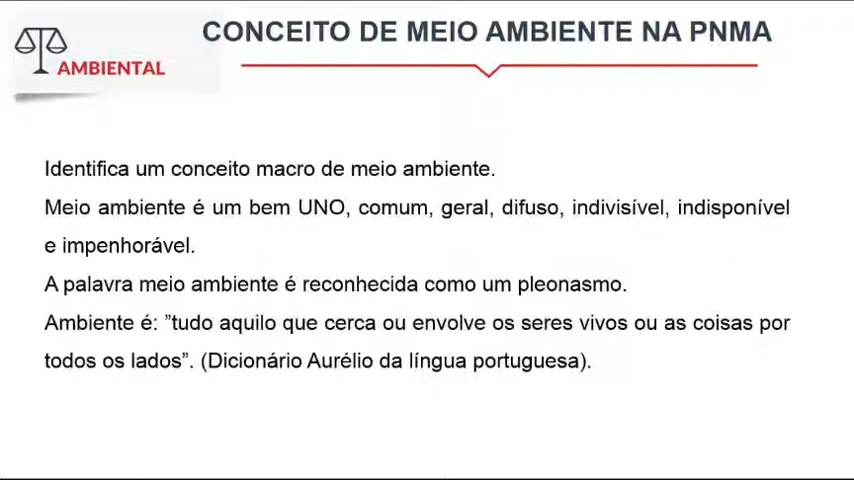 CONCEITO DE MEIO AMBIENTE NA PNMA
AMBIENTAL
Identifica um conceito macro de meio ambiente.
Meio ambiente é um bem UNO, comum, geral, difuso, indivisível, indisponível
e impenhorável.
A palavra meio ambiente é reconhecida como um pleonasmo.
Ambiente é: ”tudo aquilo que cerca ou envolve os seres vivos ou as coisas por
todos os lados”. (Dicionário Aurélio da língua portuguesa).